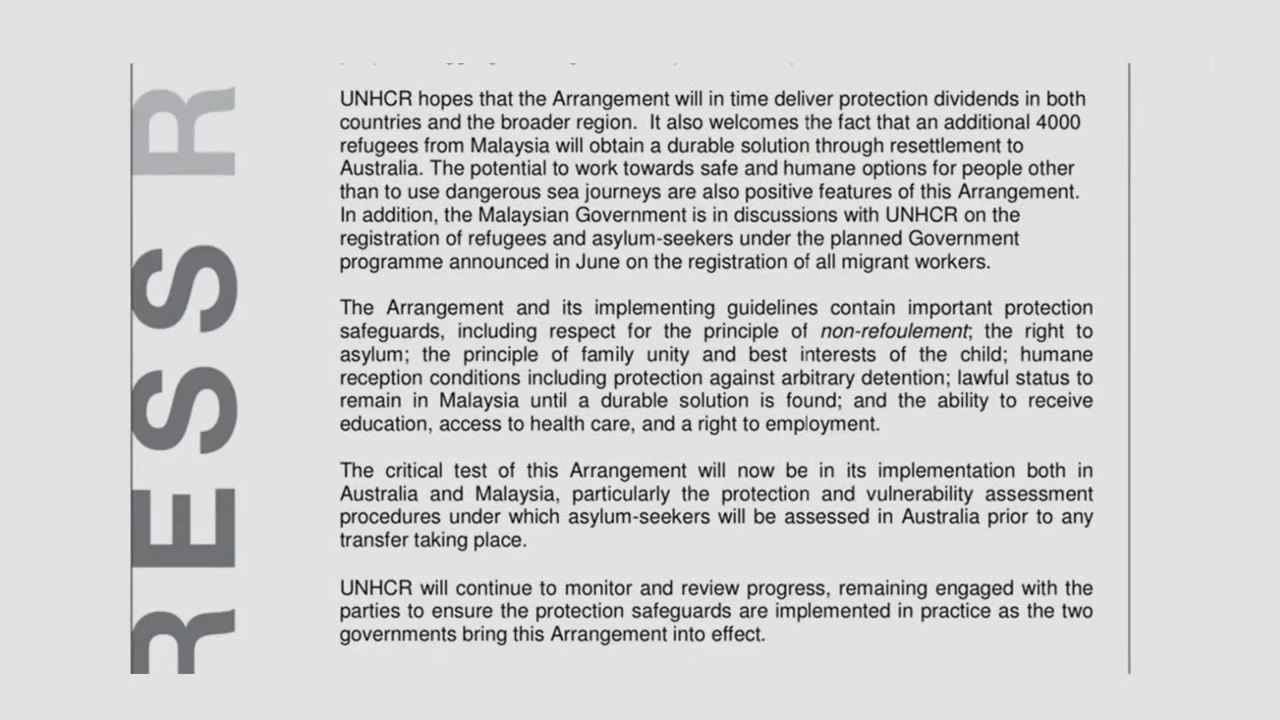 RESS R
UNHCR hopes that the Arrangement will in time deliver protection dividends in both
countries and the broader region. It also welcomes the fact that an additional 4000
refugees from Malaysia will obtain a durable solution through resettlement to
Australia. The potential to work towards safe and humane options for people other
than to use dangerous sea journeys are also positive features of this Arrangement.
In addition, the Malaysian Government is in discussions with UNHCR on the
registration of refugees and asylum-seekers under the planned Government
programme announced in June on the registration of all migrant workers.
The Arrangement and its implementing guidelines contain important protection
safeguards, including respect for the principle of non-refoulement; the right to
asylum; the principle of family unity and best interests of the child; humane
reception conditions including protection against arbitrary detention; lawful status to
remain in Malaysia until a durable solution is found; and the ability to receive
education, access to health care, and a right to employment.
The critical test of this Arrangement will now be in its implementation both in
Australia and Malaysia, particularly the protection and vulnerability assessment
procedures under which asylum-seekers will be assessed in Australia prior to any
transfer taking place.
UNHCR will continue to monitor and review progress, remaining engaged with the
parties to ensure the protection safeguards are implemented in practice as the two
governments bring this Arrangement into effect.